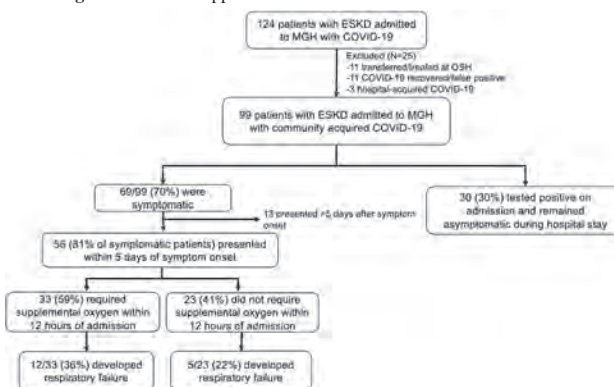 124 patients with ESKD admitted
to MGH with COVID-19
Excluded (N=25)
-11 transferred/treated at OSH
-11 COVID-19 recovered/false positive
-3 hospital-acquired COVID-19
99 patients with ESKD admitted to MGH
with community acquired COVID-19
69/99 (70%) were
symptomatic
30 (30%) tested positive on
admission and remained
asymptomatic during hospital stay
13 presented >5 days after symptom
onset
56 (81% of symptomatic patients) presented
within 5 days of symptom onset
33 (59%) required
supplemental oxygen within
12 hours of admission
23 (41%) did not require
supplemental oxygen within
12 hours of admission
12/33 (36%) developed
respiratory failure
5/23 (22%) developed
respiratory failure